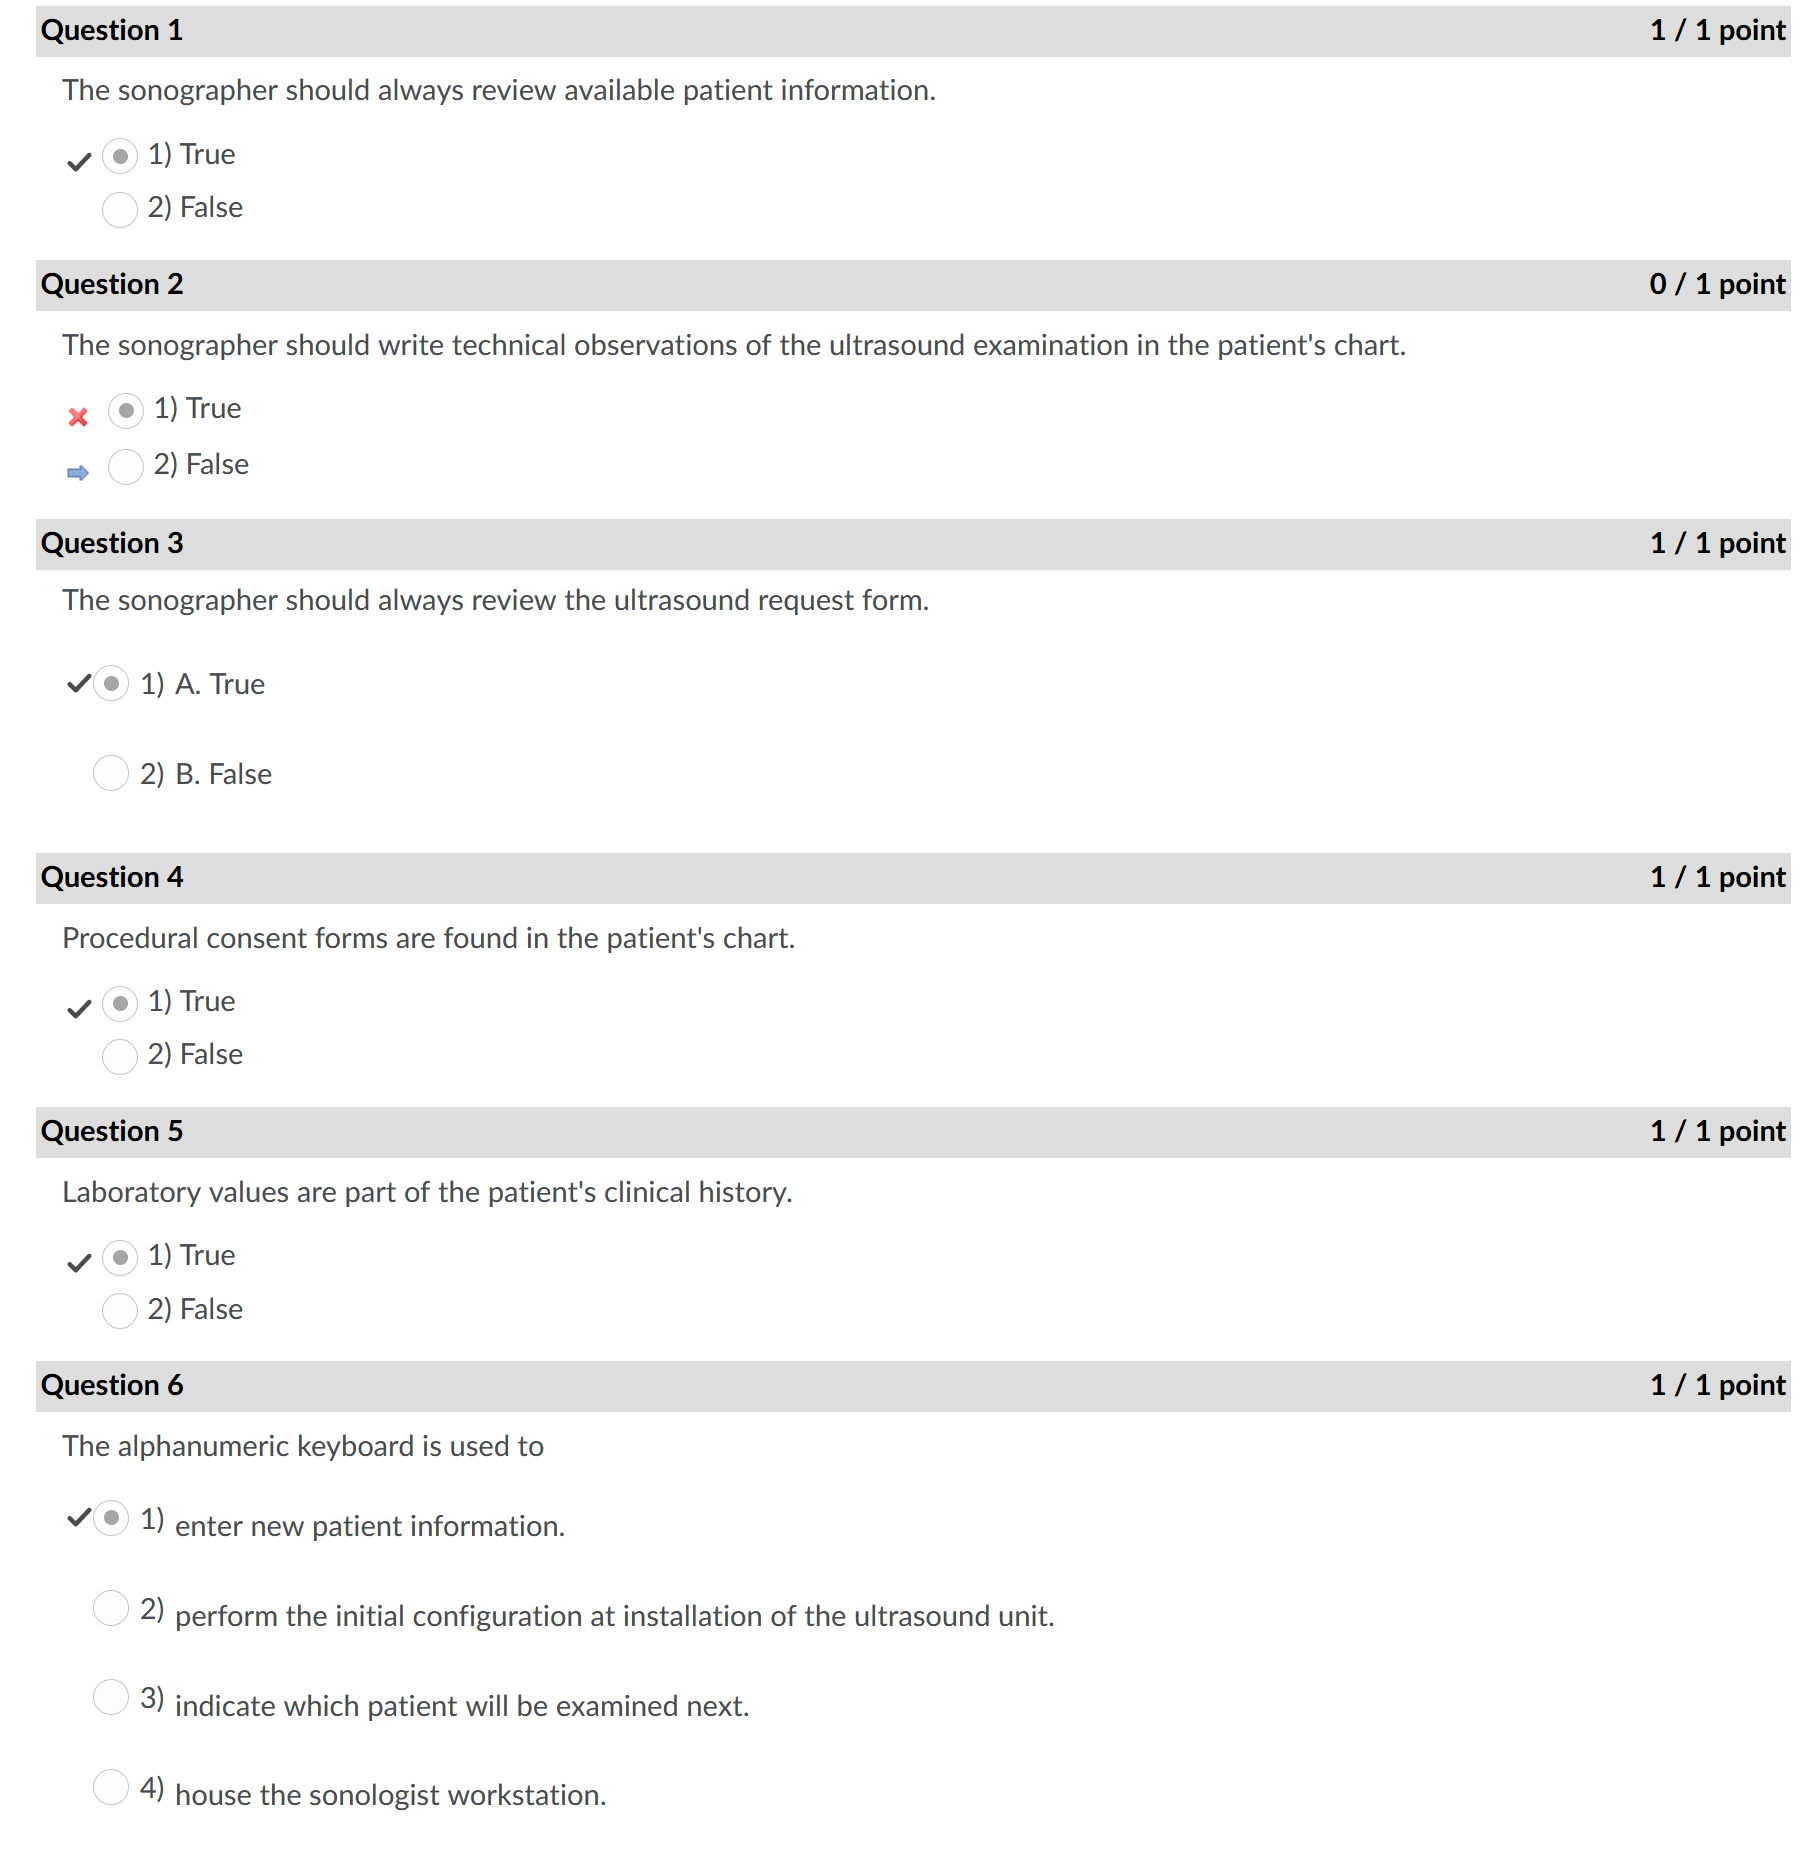 Question 1 1 / 1 point
The sonographer should always review available patient information.
1) True
2) False
Question 2 0 / 1 point
The sonographer should write technical observations of the ultrasound examination in the patient's chart.
1) True
2) False
Question 3 1 / 1 point
The sonographer should always review the ultrasound request form.
1) A. True
2) B. False
Question 4 1 / 1 point
Procedural consent forms are found in the patient's chart.
1) True
2) False
Question 5 1 / 1 point
Laboratory values are part of the patient's clinical history.
1) True
2) False
Question 6 1 / 1 point
The alphanumeric keyboard is used to
1) enter new patient information.
2) perform the initial configuration at installation of the ultrasound unit.
3) indicate which patient will be examined next.
4) house the sonologist workstation.